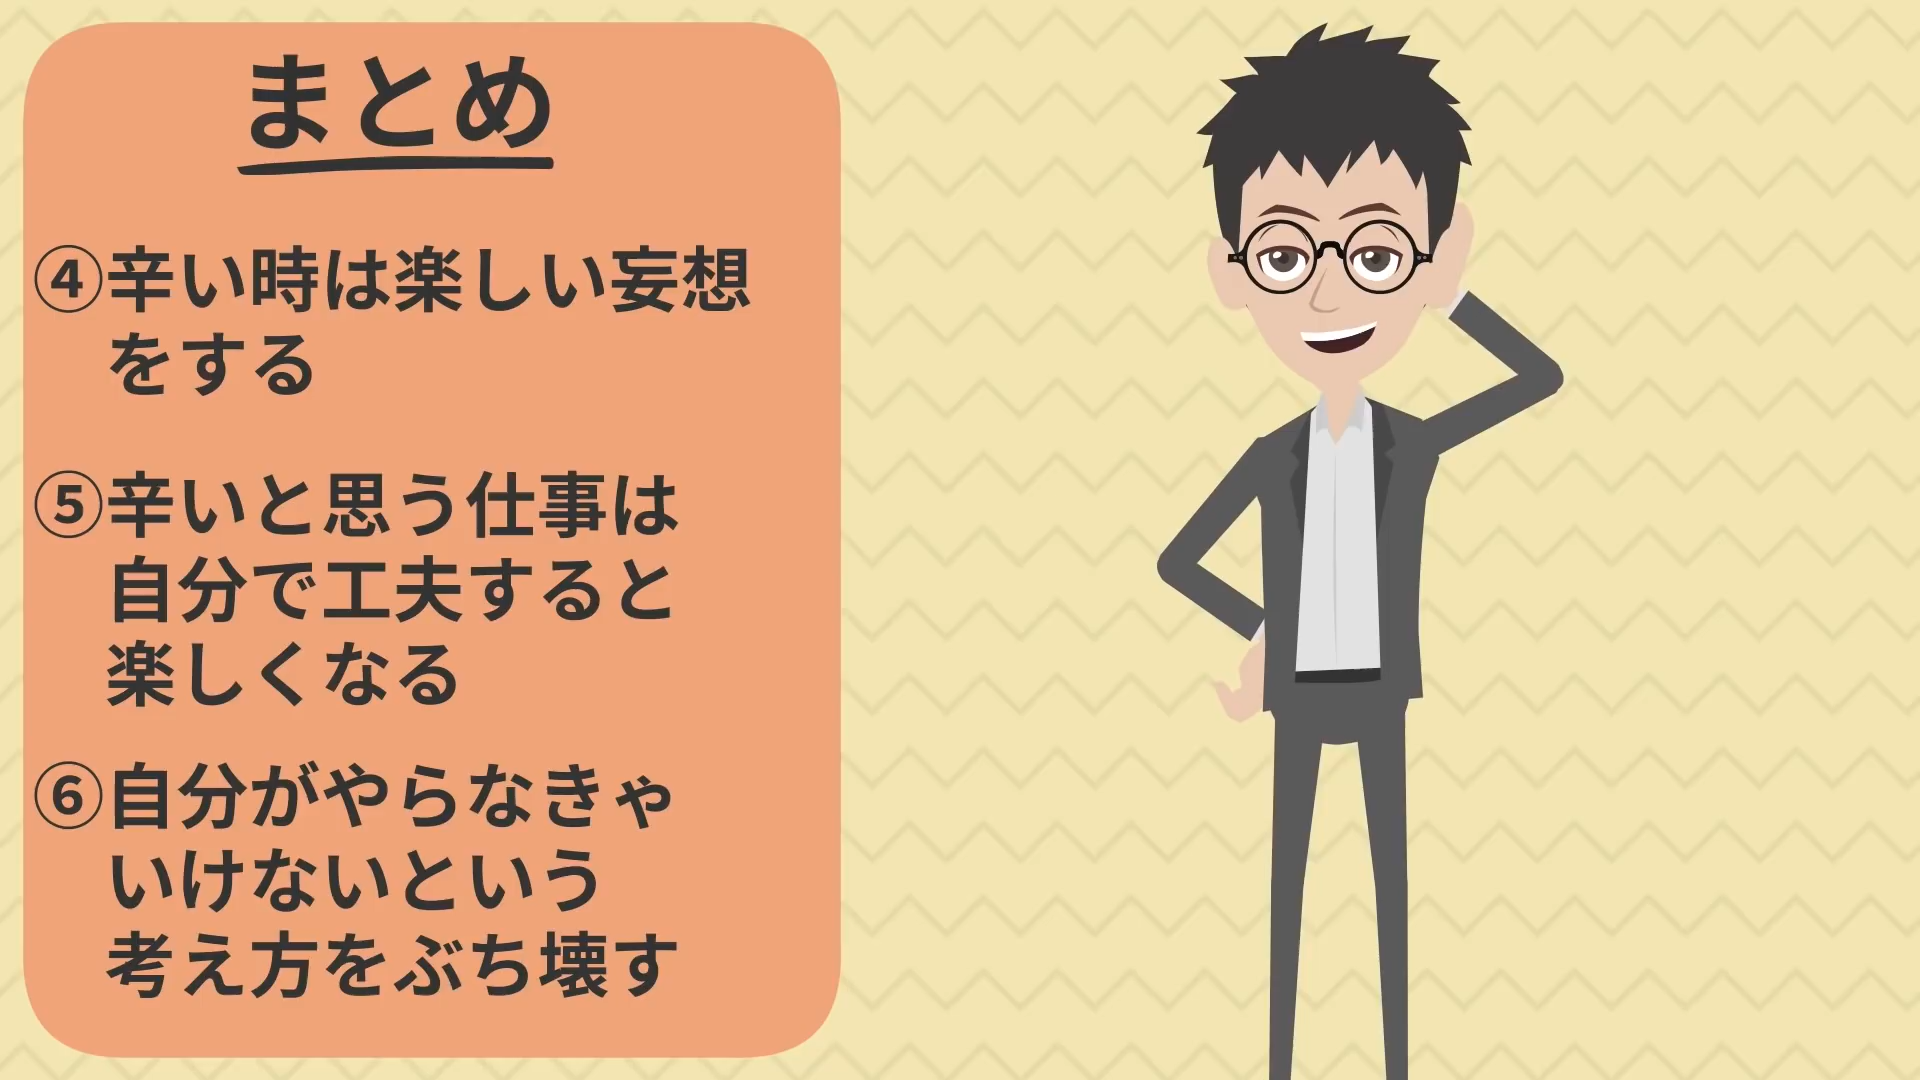 まとめ
④辛い時は楽しい妄想
をする
⑤辛いと思う仕事は
自分で工夫すると
楽しくなる
⑥自分がやらなきゃ
いけないという
考え方をぶち壊す